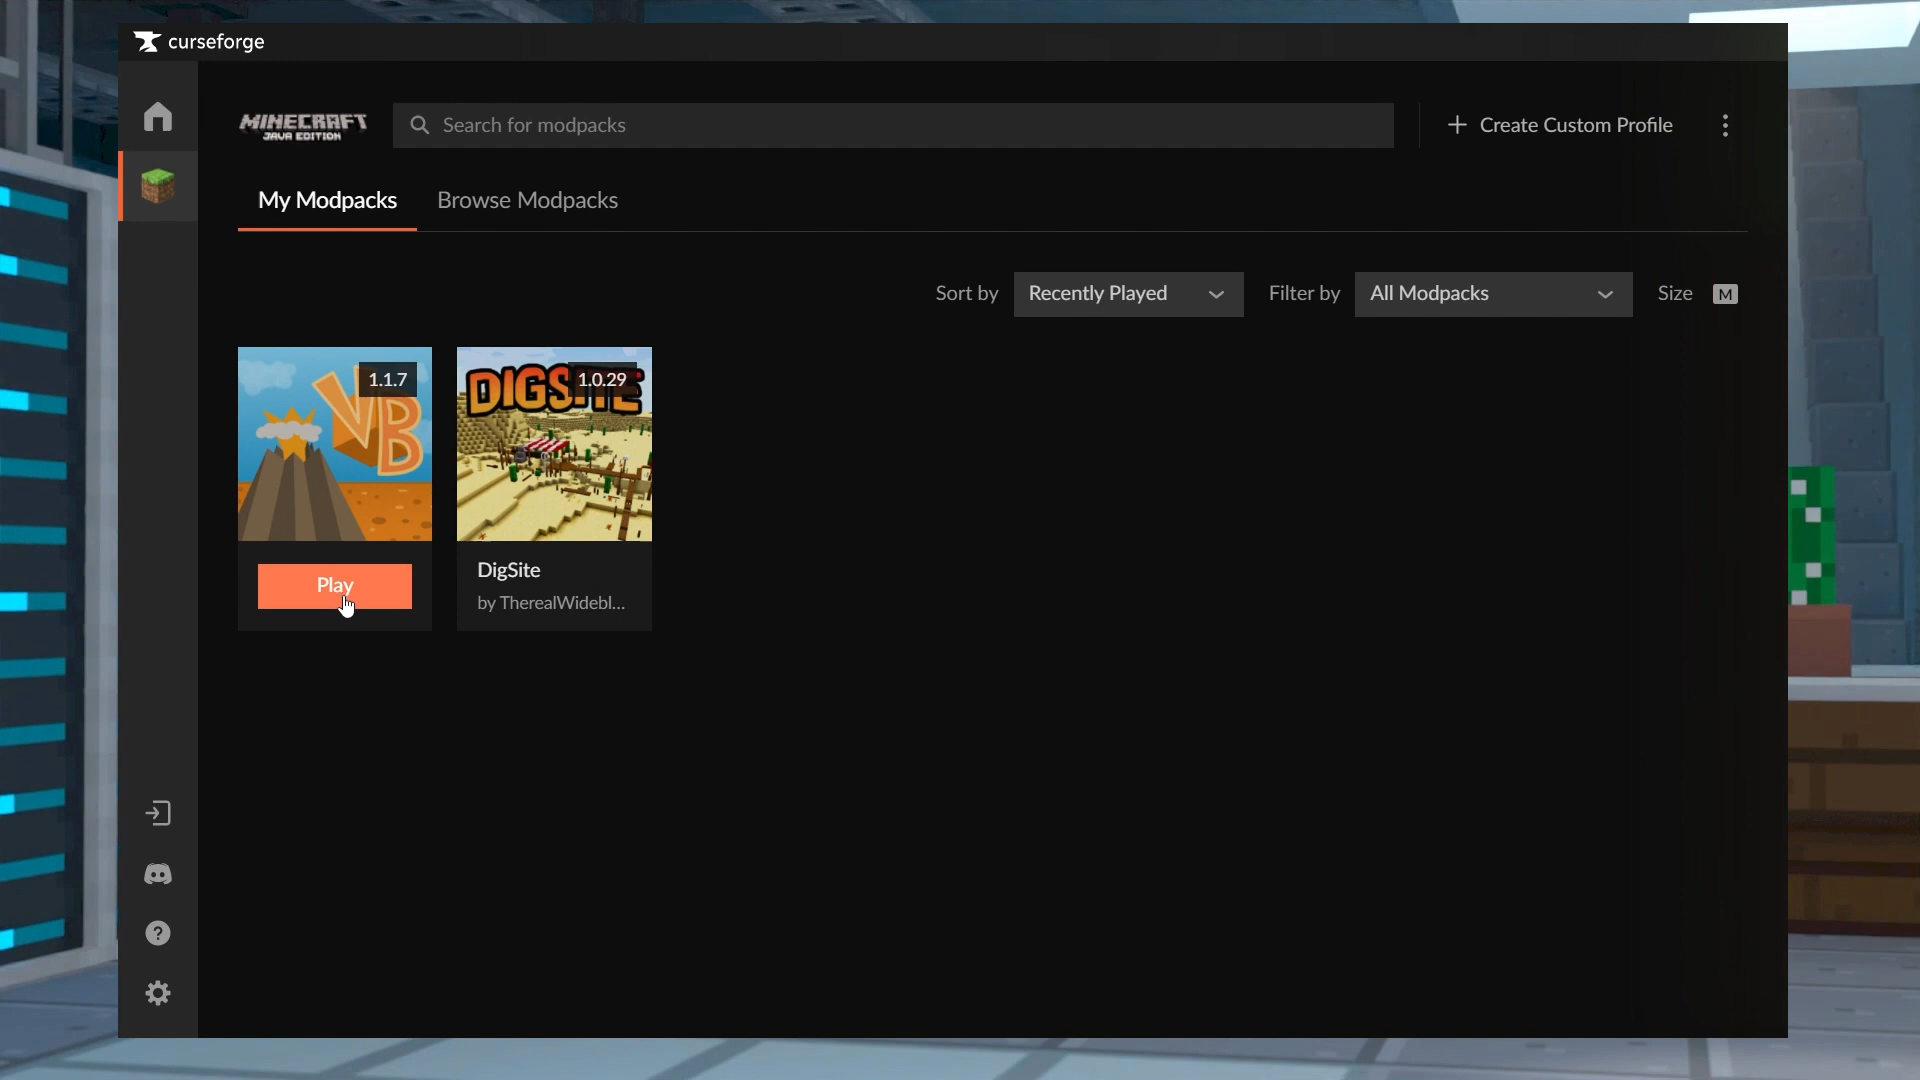 curseforge
MINECRAFT
JAVA EDITION
Search for modpacks
Create Custom Profile
My Modpacks
Browse Modpacks
Sort by
Recently Played
Filter by
All Modpacks
Size
M
1.1.7
VB
DIGSITE
1.0.29
Play
DigSite
by TherealWidebl...